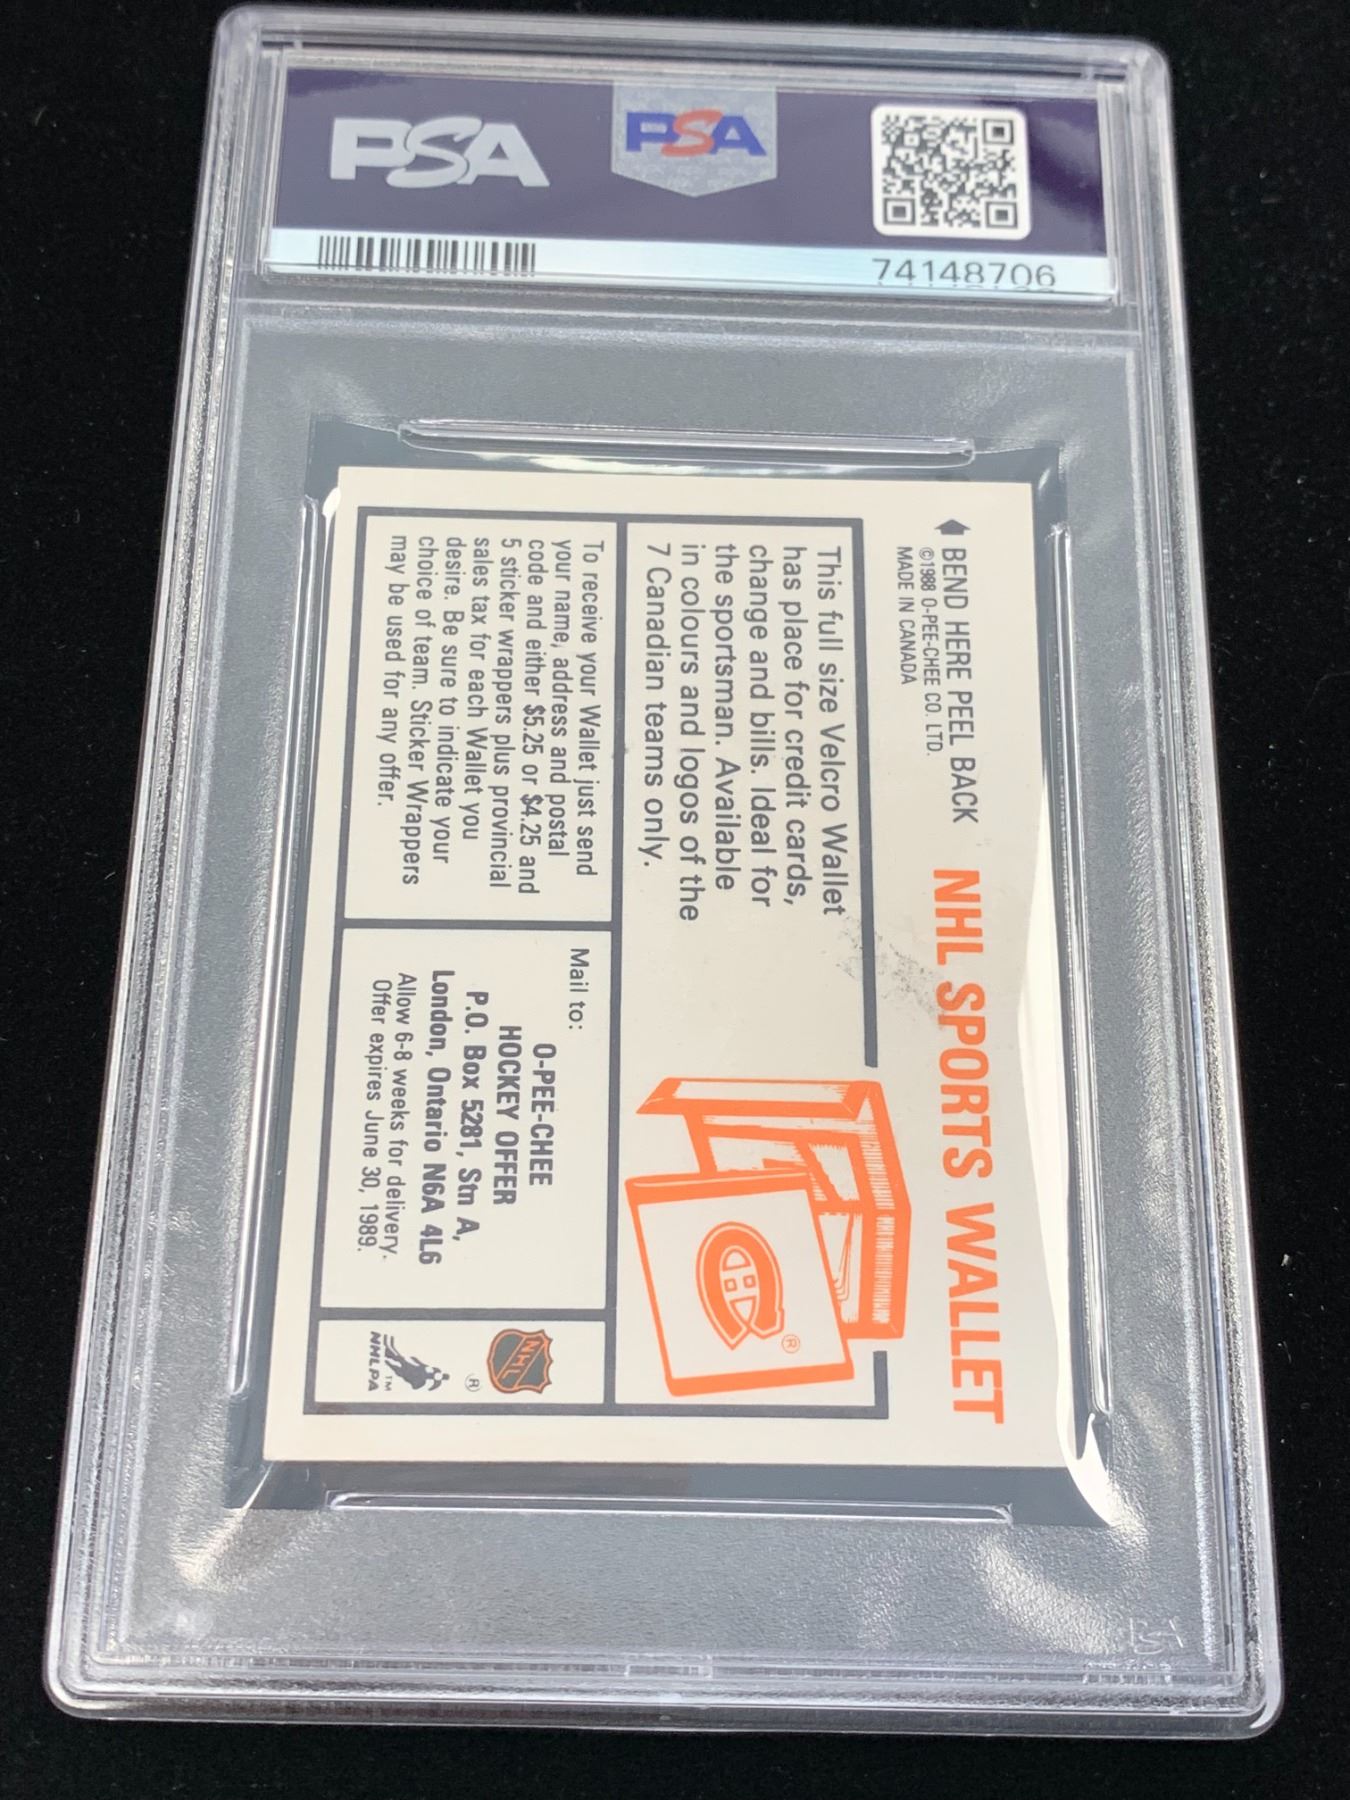 PSA
PSA
74148706
BEND HERE PEEL BACK
©1988 O-PEE-CHEE CO. LTD.
MADE IN CANADA
NHL SPORTS WALLET
This full size Velcro Wallet
has place for credit cards,
change and bills. Ideal for
the sportsman. Available
in colours and logos of the
7 Canadian teams only.
®
To receive your Wallet just send
your name, address and postal
code and either $5.25 or $4.25 and
5 sticker wrappers plus provincial
sales tax for each Wallet you
desire. Be sure to indicate your
choice of team. Sticker Wrappers
may be used for any offer.
Mail to:
O-PEE-CHEE
HOCKEY OFFER
P.O. Box 5281, Stn A,
London, Ontario N6A 4L6
Allow 6-8 weeks for delivery.
Offer expires June 30, 1989.
NHL
®
TM
NHLPA
PSA